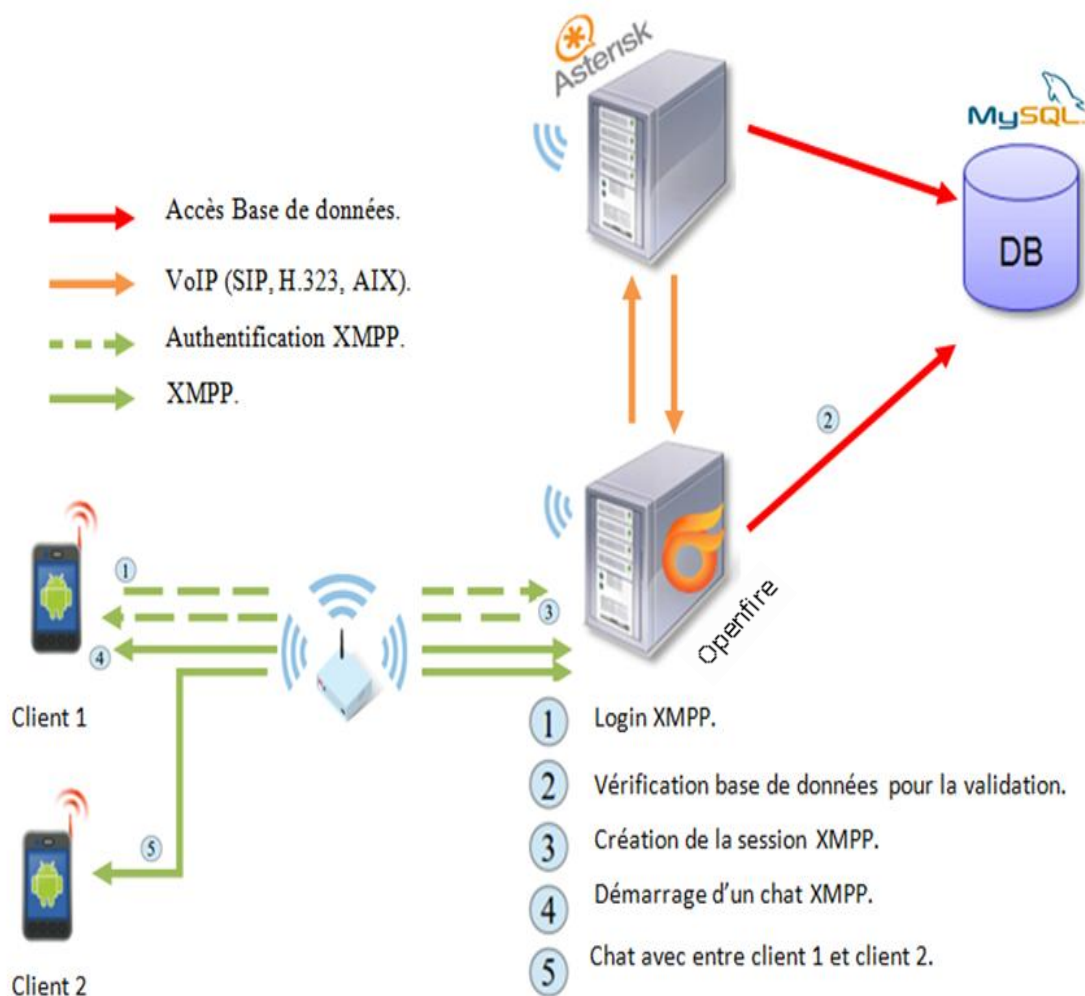 Asterisk
MySQL
DB
Accès Base de données.
VoIP (SIP, H.323, AIX).
Authentification XMPP.
XMPP.
2
1
3
4
5
Openfire
Client 1
Client 2
1 Login XMPP.
2 Vérification base de données pour la validation.
3 Création de la session XMPP.
4 Démarrage d’un chat XMPP.
5 Chat avec entre client 1 et client 2.